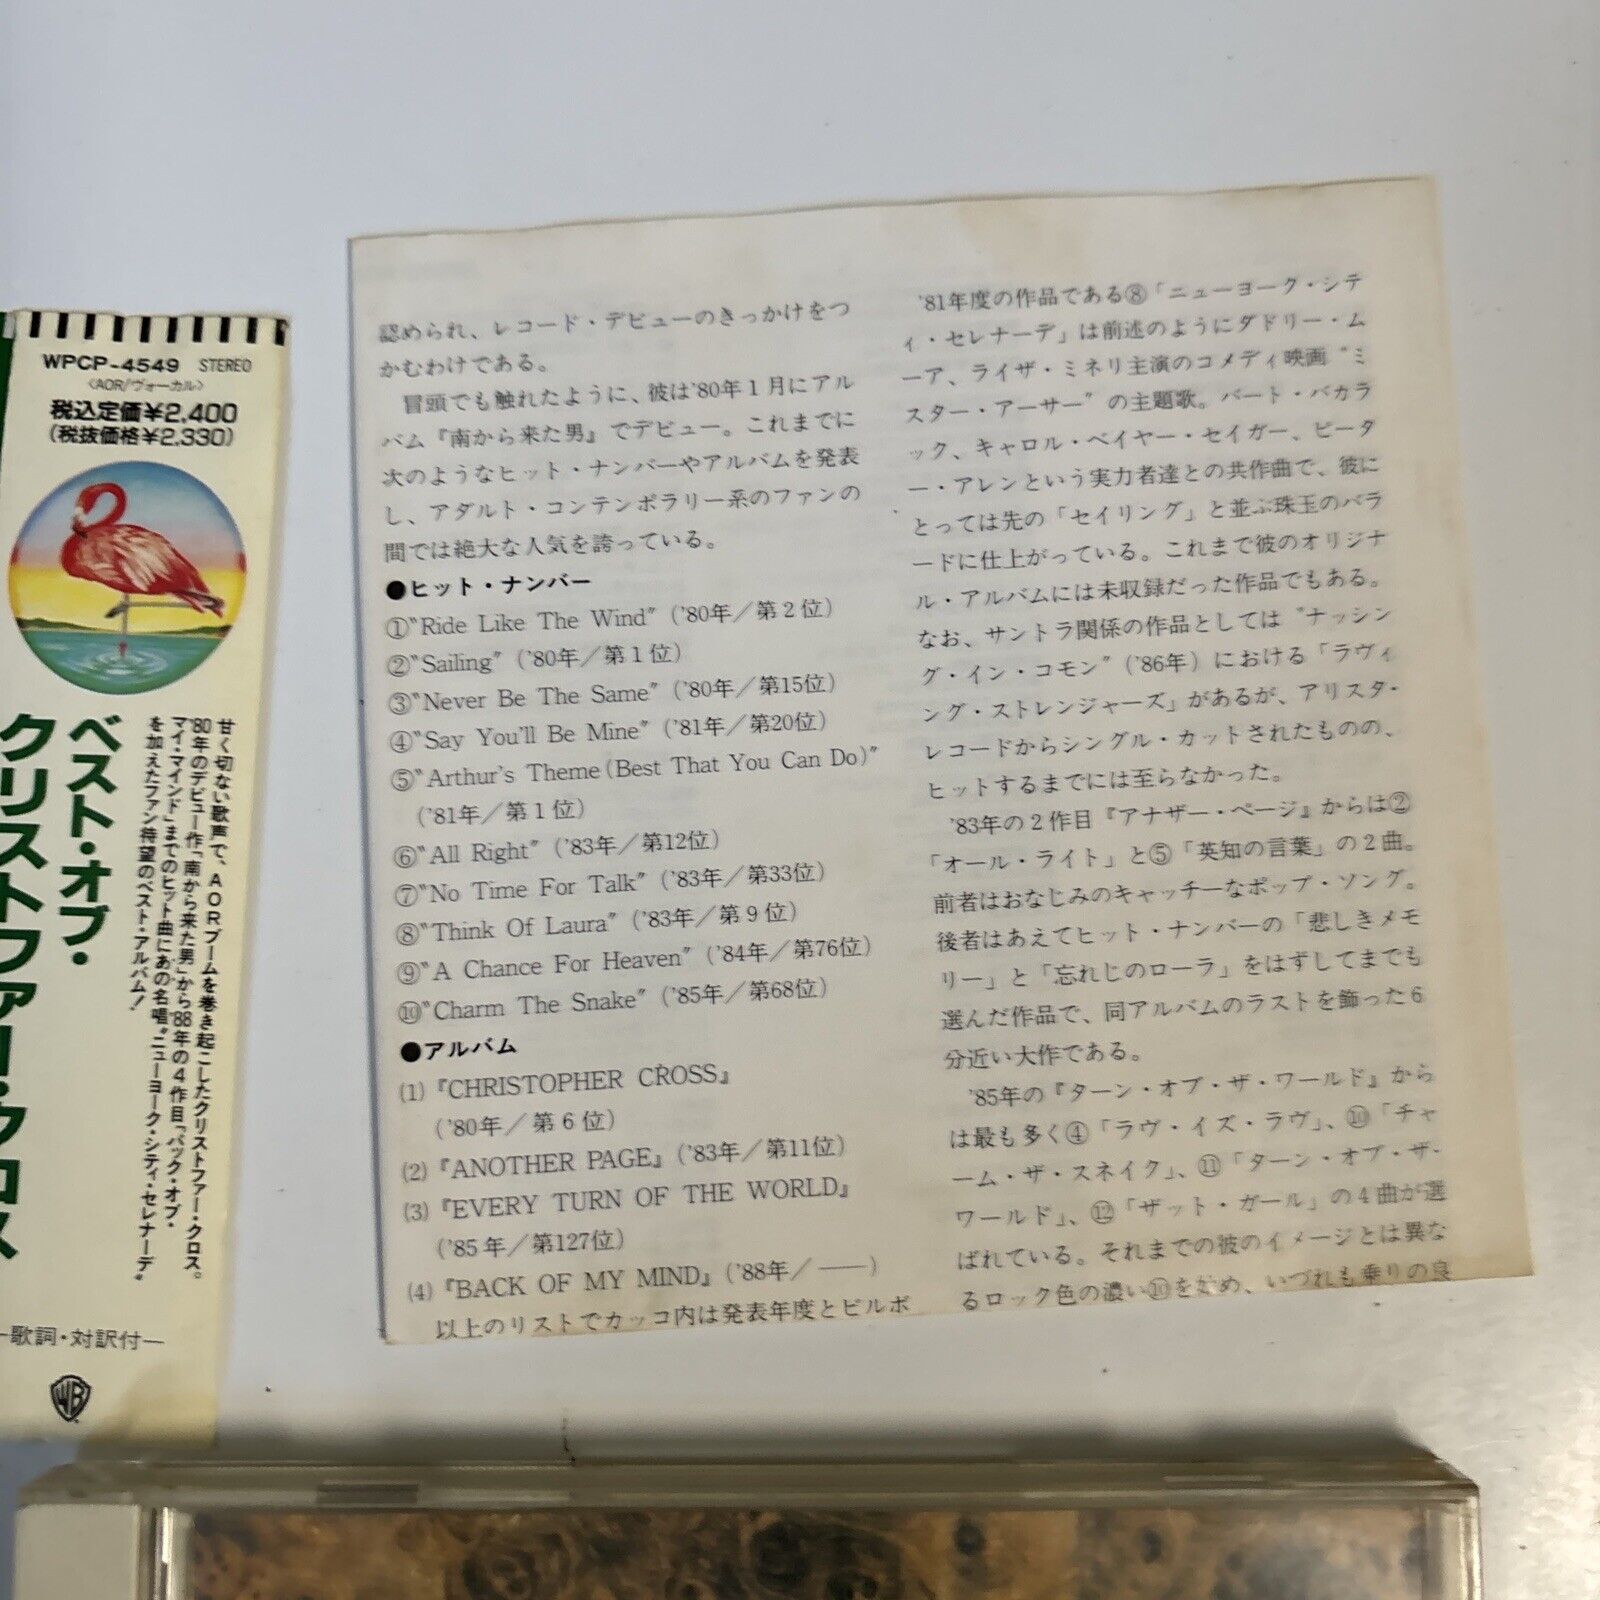 WPCP-4549 STEREO
〈AOR/ヴォーカル〉
税込定価¥2,400
(税抜価格¥2,330)
ベスト・オブ・
クリストファー・クロス
甘く切ない歌声で、AORブームを巻き起こしたクリストファー・クロス。
'80年のデビュー作「南から来た男」から'88年の4作目「バック・オブ・
マイ・マインド」までのヒット曲にあの名唱“ニューヨーク・シティ・セレナーデ”
を加えたファン待望のベスト・アルバム!
—歌詞・対訳付—
WB
認められ、レコード・デビューのきっかけをつ
かむわけである。
冒頭でも触れたように、彼は'80年1月にアル
バム『南から来た男』でデビュー。これまでに
次のようなヒット・ナンバーやアルバムを発表
し、アダルト・コンテンポラリー系のファンの
間では絶大な人気を誇っている。
●ヒット・ナンバー
①“Ride Like The Wind” ('80年/第2位)
②“Sailing” ('80年/第1位)
③“Never Be The Same” ('80年/第15位)
④“Say You'll Be Mine” ('81年/第20位)
⑤“Arthur's Theme (Best That You Can Do)”
('81年/第1位)
⑥“All Right” ('83年/第12位)
⑦“No Time For Talk” ('83年/第33位)
⑧“Think Of Laura” ('83年/第9位)
⑨“A Chance For Heaven” ('84年/第76位)
⑩“Charm The Snake” ('85年/第68位)
●アルバム
(1)『CHRISTOPHER CROSS』
('80年/第6位)
(2)『ANOTHER PAGE』('83年/第11位)
(3)『EVERY TURN OF THE WORLD』
('85年/第127位)
(4)『BACK OF MY MIND』('88年/——)
以上のリストでカッコ内は発表年度とビルボ
'81年度の作品である⑧「ニューヨーク・シテ
ィ・セレナーデ」は前述のようにダドリー・ム
ーア、ライザ・ミネリ主演のコメディ映画“ミ
スター・アーサー”の主題歌。バート・バカラ
ック、キャロル・ベイヤー・セイガー、ピータ
ー・アレンという実力者達との共作曲で、彼に
とっては先の「セイリング」と並ぶ珠玉のバラ
ードに仕上がっている。これまで彼のオリジナ
ル・アルバムには未収録だった作品でもある。
なお、サントラ関係の作品としては“ナッシン
グ・イン・コモン”('86年) における「ラヴィ
ング・ストレンジャーズ」があるが、アリスタ・
レコードからシングル・カットされたものの、
ヒットするまでには至らなかった。
'83年の2作目『アナザー・ページ』からは②
「オール・ライト」と⑤「英知の言葉」の2曲。
前者はおなじみのキャッチーなポップ・ソング。
後者はあえてヒット・ナンバーの「悲しきメモ
リー」と「忘れじのローラ」をはずしてまでも
選んだ作品で、同アルバムのラストを飾った6
分近い大作である。
'85年の『ターン・オブ・ザ・ワールド』から
は最も多く④「ラヴ・イズ・ラヴ」、⑩「チャ
ーム・ザ・スネイク」、⑪「ターン・オブ・ザ・
ワールド」、⑫「ザット・ガール」の4曲が選
ばれている。それまでの彼のイメージとは異な
るロック色の濃い⑩を始め、いづれも乗りの良